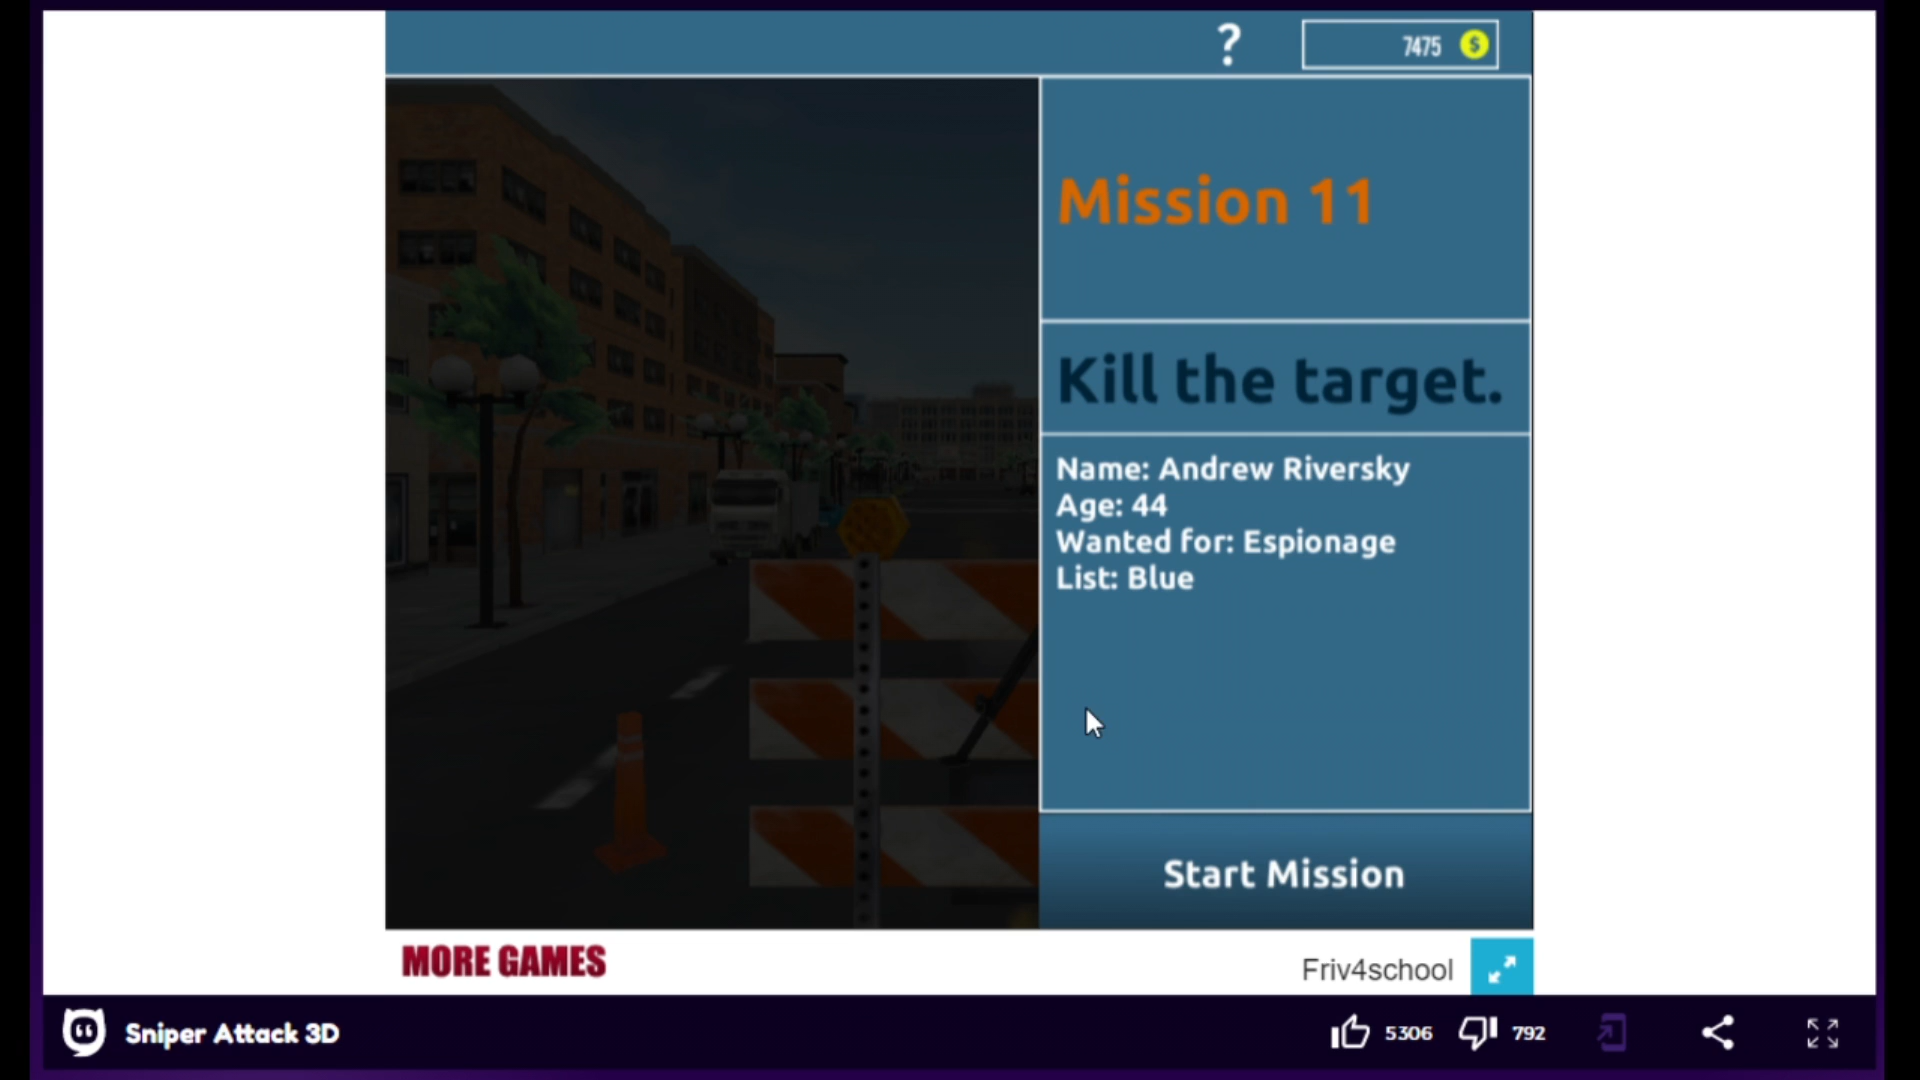 ?
7475 $
Mission 11
Kill the target.
Name: Andrew Riversky
Age: 44
Wanted for: Espionage
List: Blue
Start Mission
MORE GAMES
Friv4school
Sniper Attack 3D
5306
792